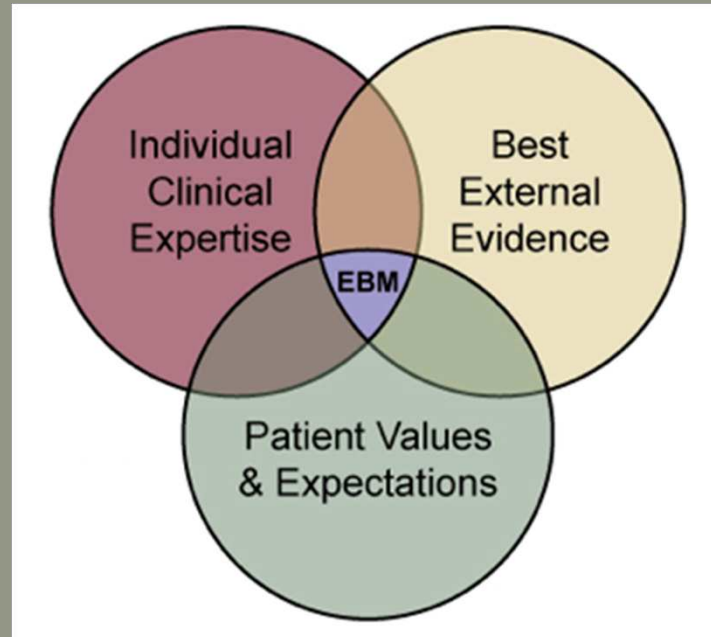 Individual
Clinical
Expertise
Best
External
Evidence
EBM
Patient Values
& Expectations